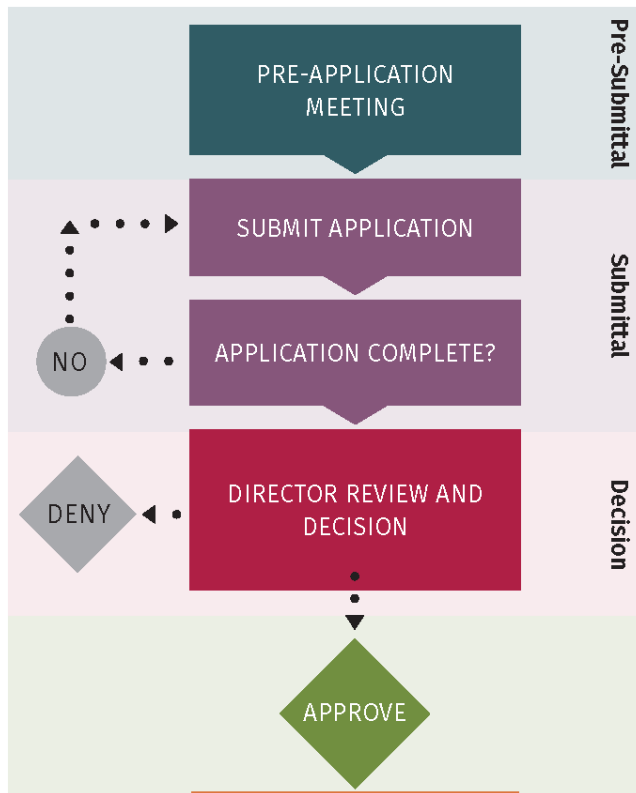 PRE-APPLICATION
MEETING
Pre-Submittal
SUBMIT APPLICATION
Submittal
APPLICATION COMPLETE?
NO
DIRECTOR REVIEW AND
DECISION
DENY
Decision
APPROVE